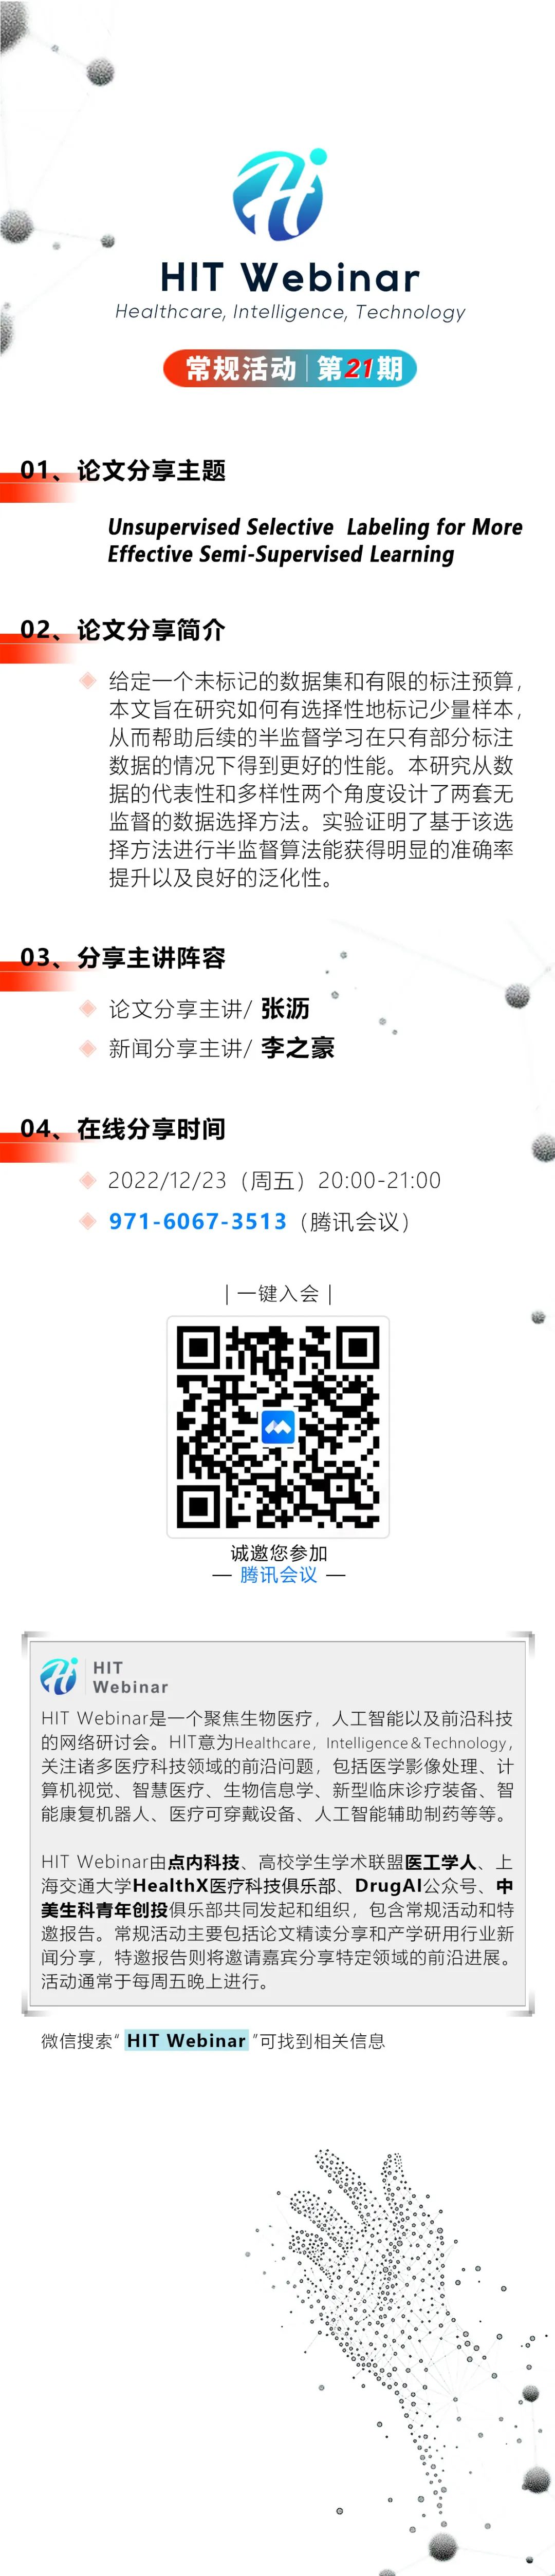 HIT Webinar
Healthcare, Intelligence, Technology
常规活动|第21期
01、论文分享主题
Unsupervised Selective Labeling for More
Effective Semi-Supervised Learning
02、论文分享简介
给定一个未标记的数据集和有限的标注预算，
本文旨在研究如何有选择性地标记少量样本，
从而帮助后续的半监督学习在只有部分标注
数据的情况下得到更好的性能。本研究从数
据的代表性和多样性两个角度设计了两套无
监督的数据选择方法。实验证明了基于该选
择方法进行半监督算法能获得明显的准确率
提升以及良好的泛化性。
03、分享主讲阵容
论文分享主讲/ 张沥
新闻分享主讲/ 李之豪
04、在线分享时间
2022/12/23（周五）20:00-21:00
971-6067-3513（腾讯会议）
| 一键入会 |
诚邀您参加
— 腾讯会议 —
HIT
Webinar
HIT Webinar是一个聚焦生物医疗，人工智能以及前沿科技
的网络研讨会。HIT意为Healthcare，Intelligence＆Technology，
关注诸多医疗科技领域的前沿问题，包括医学影像处理、计
算机视觉、智慧医疗、生物信息学、新型临床诊疗装备、智
能康复机器人、医疗可穿戴设备、人工智能辅助制药等等。
HIT Webinar由点内科技、高校学生学术联盟医工学人、上
海交通大学HealthX医疗科技俱乐部、DrugAI公众号、中
美生科青年创投俱乐部共同发起和组织，包含常规活动和特
邀报告。常规活动主要包括论文精读分享和产学研用行业新
闻分享，特邀报告则将邀请嘉宾分享特定领域的前沿进展。
活动通常于每周五晚上进行。
微信搜索“ HIT Webinar ”可找到相关信息